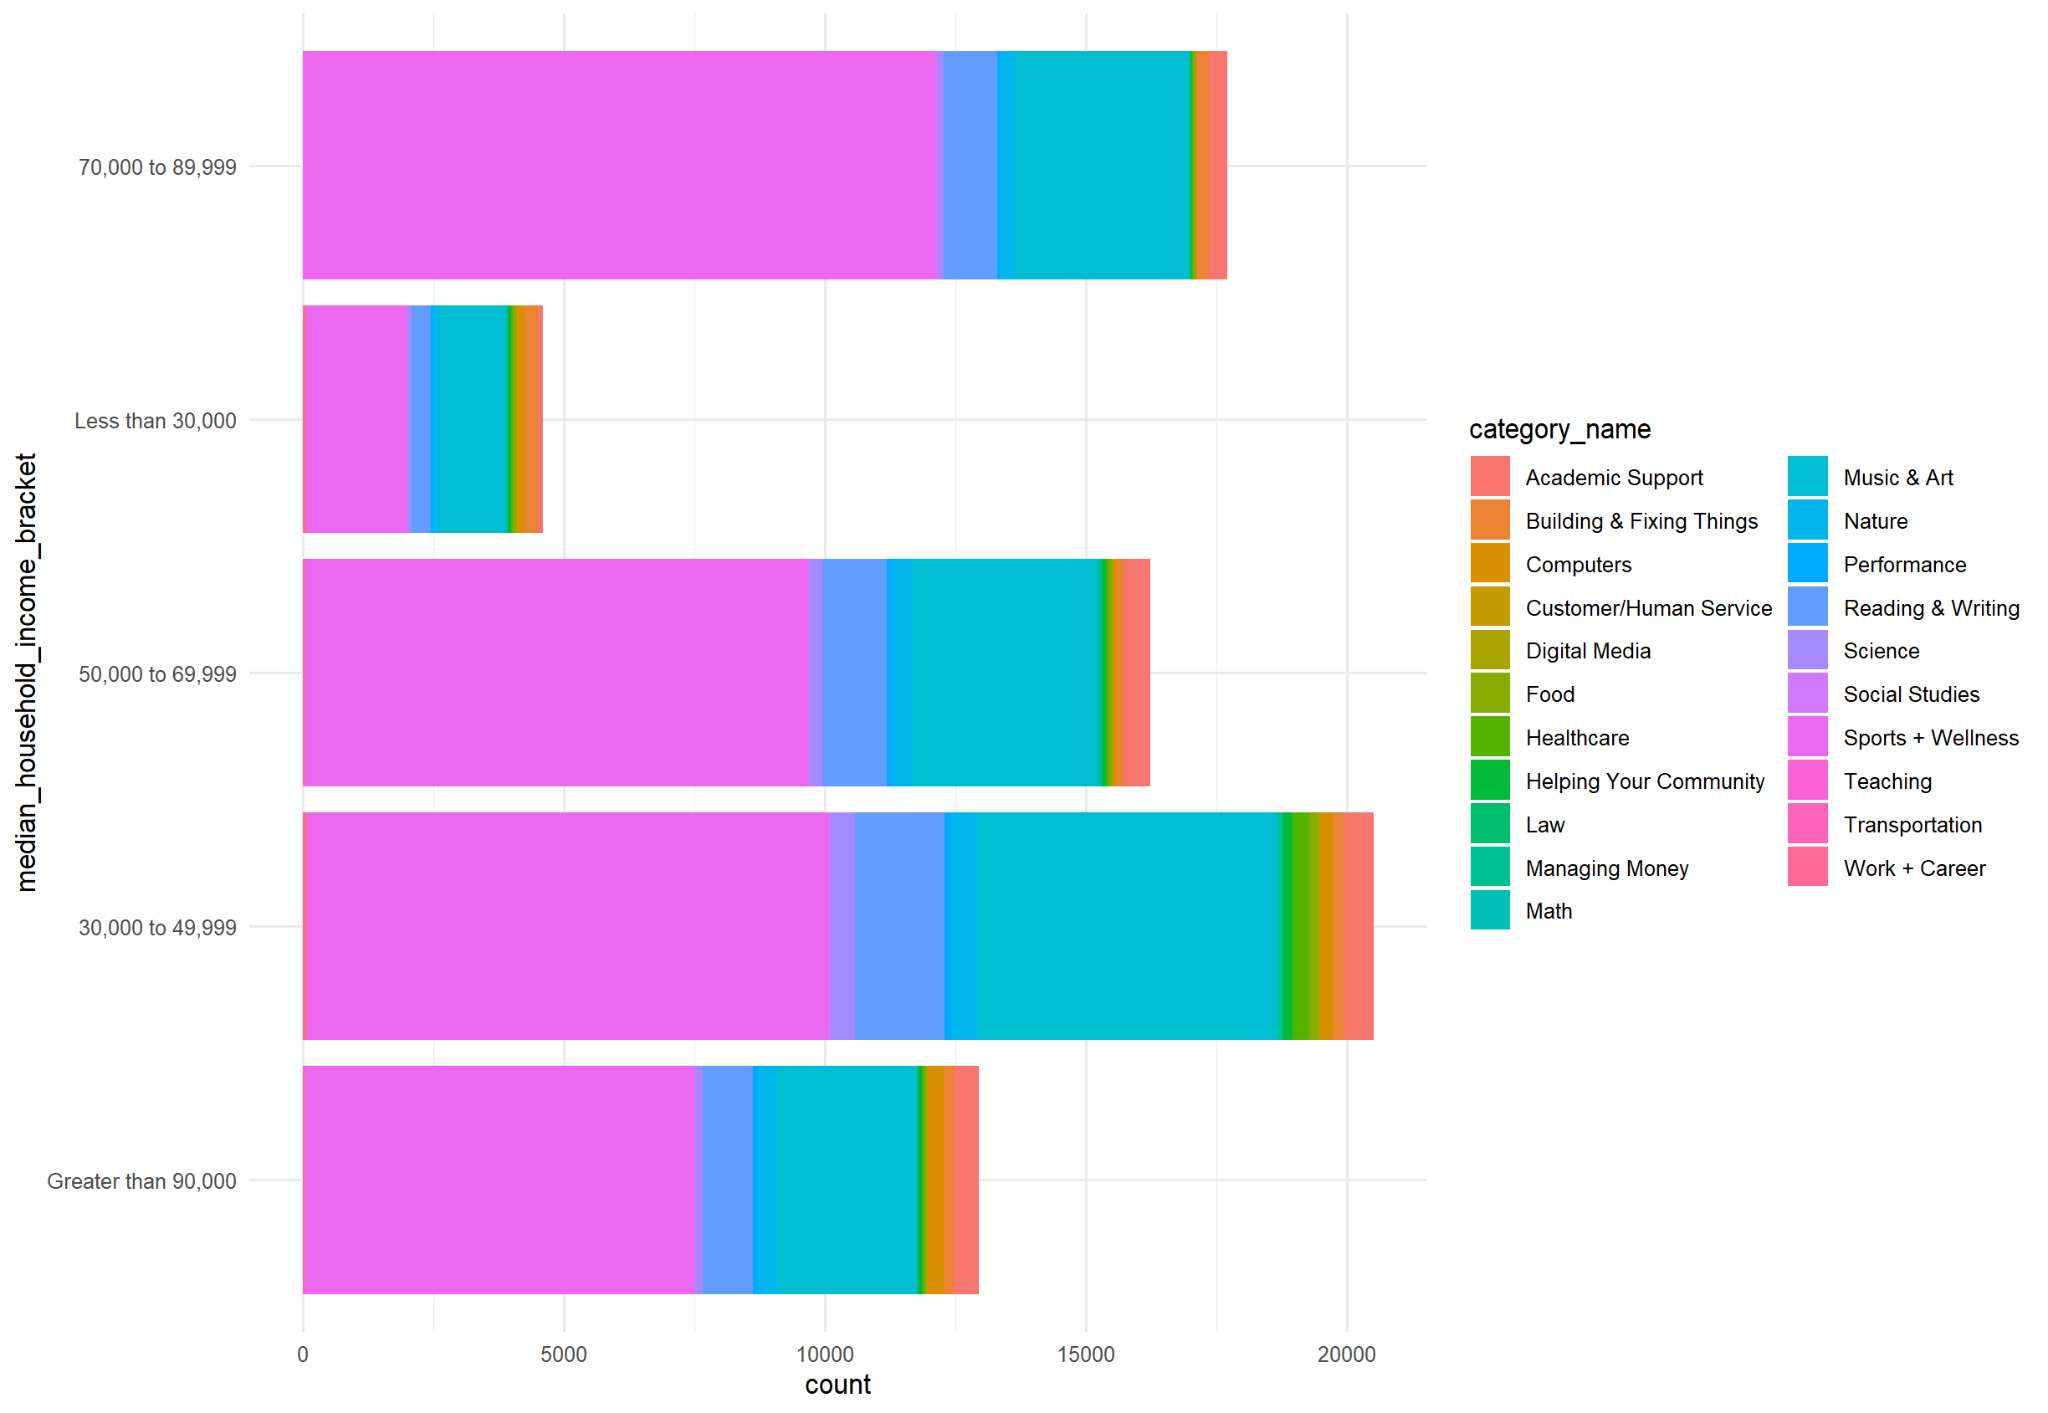 median_household_income_bracket
70,000 to 89,999
Less than 30,000
50,000 to 69,999
30,000 to 49,999
Greater than 90,000
0 5000 10000 15000 20000
count
category_name
Academic Support
Building & Fixing Things
Computers
Customer/Human Service
Digital Media
Food
Healthcare
Helping Your Community
Law
Managing Money
Math
Music & Art
Nature
Performance
Reading & Writing
Science
Social Studies
Sports + Wellness
Teaching
Transportation
Work + Career